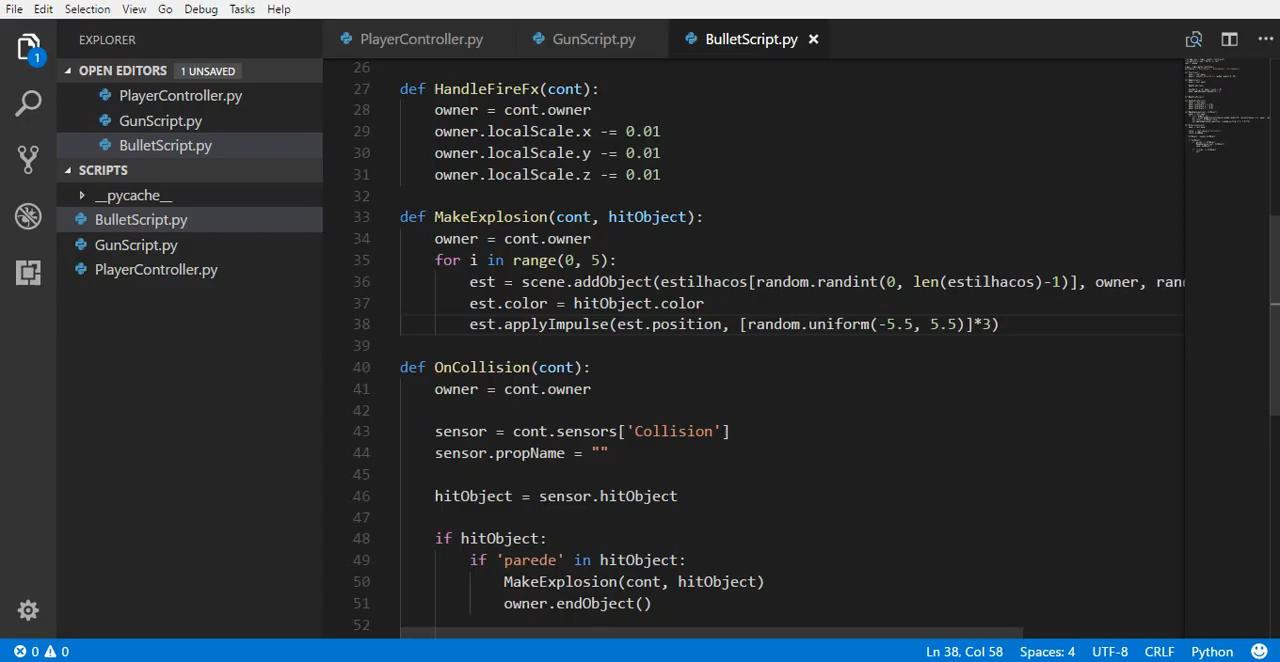 File Edit Selection View Go Debug Tasks Help
EXPLORER
PlayerController.py GunScript.py BulletScript.py
OPEN EDITORS 1 UNSAVED
PlayerController.py
GunScript.py
BulletScript.py
SCRIPTS
__pycache__
BulletScript.py
GunScript.py
PlayerController.py
1
26
27 def HandleFireFx(cont):
28 owner = cont.owner
29 owner.localScale.x -= 0.01
30 owner.localScale.y -= 0.01
31 owner.localScale.z -= 0.01
32
33 def MakeExplosion(cont, hitObject):
34 owner = cont.owner
35 for i in range(0, 5):
36 est = scene.addObject(estilhacos[random.randint(0, len(estilhacos)-1)], owner, ran
37 est.color = hitObject.color
38 est.applyImpulse(est.position, [random.uniform(-5.5, 5.5)]*3)
39
40 def OnCollision(cont):
41 owner = cont.owner
42
43 sensor = cont.sensors['Collision']
44 sensor.propName = ""
45
46 hitObject = sensor.hitObject
47
48 if hitObject:
49 if 'parede' in hitObject:
50 MakeExplosion(cont, hitObject)
51 owner.endObject()
52
0 0 Ln 38, Col 58 Spaces: 4 UTF-8 CRLF Python